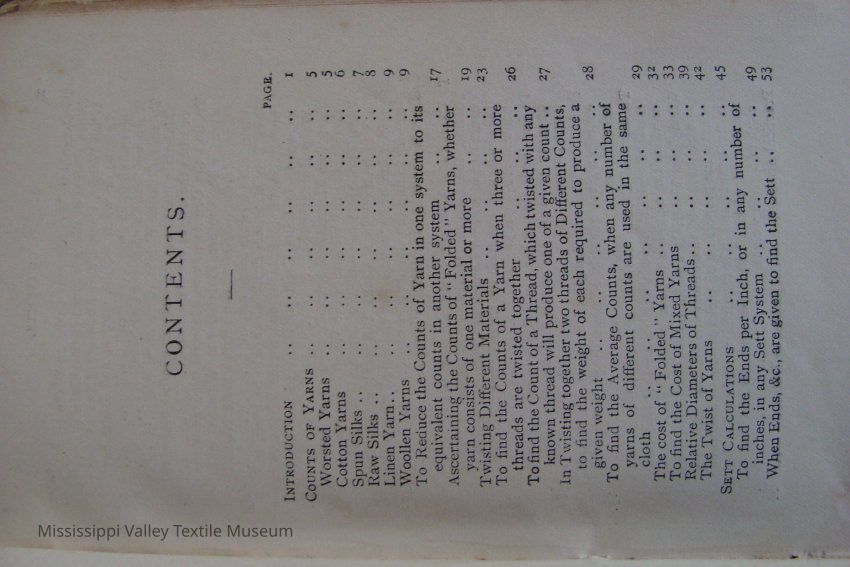 CONTENTS.
PAGE.
INTRODUCTION .. .. .. .. .. .. 1
COUNTS OF YARNS .. .. .. .. .. .. 5
Worsted Yarns .. .. .. .. .. .. 5
Cotton Yarns .. .. .. .. .. .. 6
Spun Silks .. .. .. .. .. .. .. 7
Raw Silks .. .. .. .. .. .. .. 8
Linen Yarn.. .. .. .. .. .. .. 9
Woollen Yarns .. .. .. .. .. .. 9
To Reduce the Counts of Yarn in one system to its
equivalent counts in another system .. .. 17
Ascertaining the Counts of "Folded" Yarns, whether
yarn consists of one material or more .. .. 19
Twisting Different Materials .. .. .. .. 23
To find the Counts of a Yarn when three or more
threads are twisted together .. .. .. 26
To find the Count of a Thread, which twisted with any
known thread will produce one of a given count .. 27
In Twisting together two threads of Different Counts,
to find the weight of each required to produce a
given weight .. .. .. .. .. .. 28
To find the Average Counts, when any number of
yarns of different counts are used in the same
cloth .. .. .. .. .. .. .. 29
The cost of "Folded" Yarns .. .. .. .. 32
To find the Cost of Mixed Yarns .. .. .. 33
Relative Diameters of Threads .. .. .. .. 39
The Twist of Yarns .. .. .. .. .. 42
SETT CALCULATIONS .. .. .. .. .. 45
To find the Ends per Inch, or in any number of
inches, in any Sett System .. .. .. .. 49
When Ends, &c., are given to find the Sett .. .. 53
Mississippi Valley Textile Museum